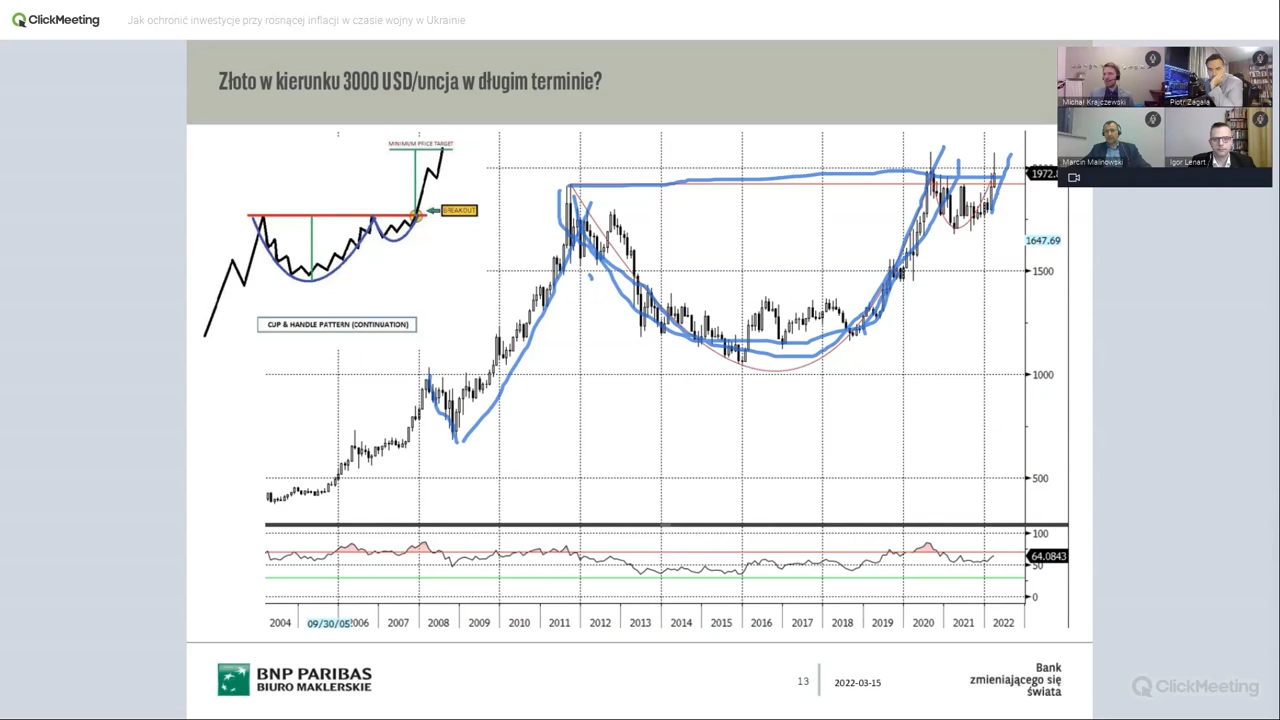 ClickMeeting
Jak ochronić inwestycje przy rosnącej inflacji w czasie wojny w Ukrainie
Złoto w kierunku 3000 USD/uncja w długim terminie?
MINIMUM PRICE TARGET
BREAKOUT
CUP & HANDLE PATTERN (CONTINUATION)
Michał Krajczewski
Piotr Zagała
Marcin Malinowski
Igor Lenart
1647.69
1500
1000
500
100
64.0843
50
0
2004
09/30/05
2006
2007
2008
2009
2010
2011
2012
2013
2014
2015
2016
2017
2018
2019
2020
2021
2022
BNP PARIBAS
BIURO MAKLERSKIE
13
2022-03-15
Bank
zmieniającego się
świata
ClickMeeting